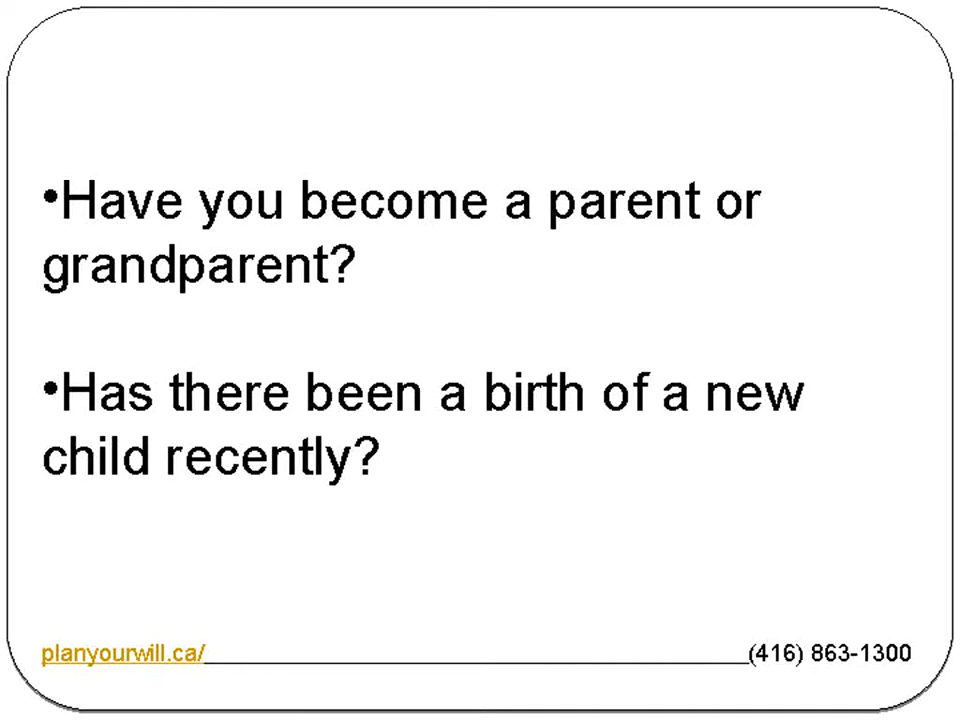 •Have you become a parent or
grandparent?
•Has there been a birth of a new
child recently?
planyourwill.ca/ (416) 863-1300